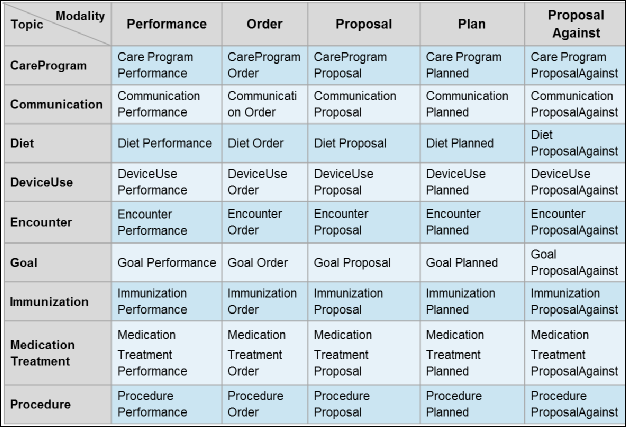 Modality
Topic
Performance
Order
Proposal
Plan
Proposal
Against
CareProgram
Care Program
Performance
CareProgram
Order
CareProgram
Proposal
Care Program
Planned
Care Program
ProposalAgainst
Communication
Communication
Performance
Communicati
on Order
Communication
Proposal
Communication
Planned
Communication
ProposalAgainst
Diet
Diet Performance
Diet Order
Diet Proposal
Diet Planned
Diet
ProposalAgainst
DeviceUse
DeviceUse
Performance
DeviceUse
Order
DeviceUse
Proposal
DeviceUse
Planned
DeviceUse
ProposalAgainst
Encounter
Encounter
Performance
Encounter
Order
Encounter
Proposal
Encounter
Planned
Encounter
ProposalAgainst
Goal
Goal Performance
Goal Order
Goal Proposal
Goal Planned
Goal
ProposalAgainst
Immunization
Immunization
Performance
Immunization
Order
Immunization
Proposal
Immunization
Planned
Immunization
ProposalAgainst
Medication
Treatment
Medication
Treatment
Performance
Medication
Treatment
Order
Medication
Treatment
Proposal
Medication
Treatment
Planned
Medication
Treatment
ProposalAgainst
Procedure
Procedure
Performance
Procedure
Order
Procedure
Proposal
Procedure
Planned
Procedure
ProposalAgainst